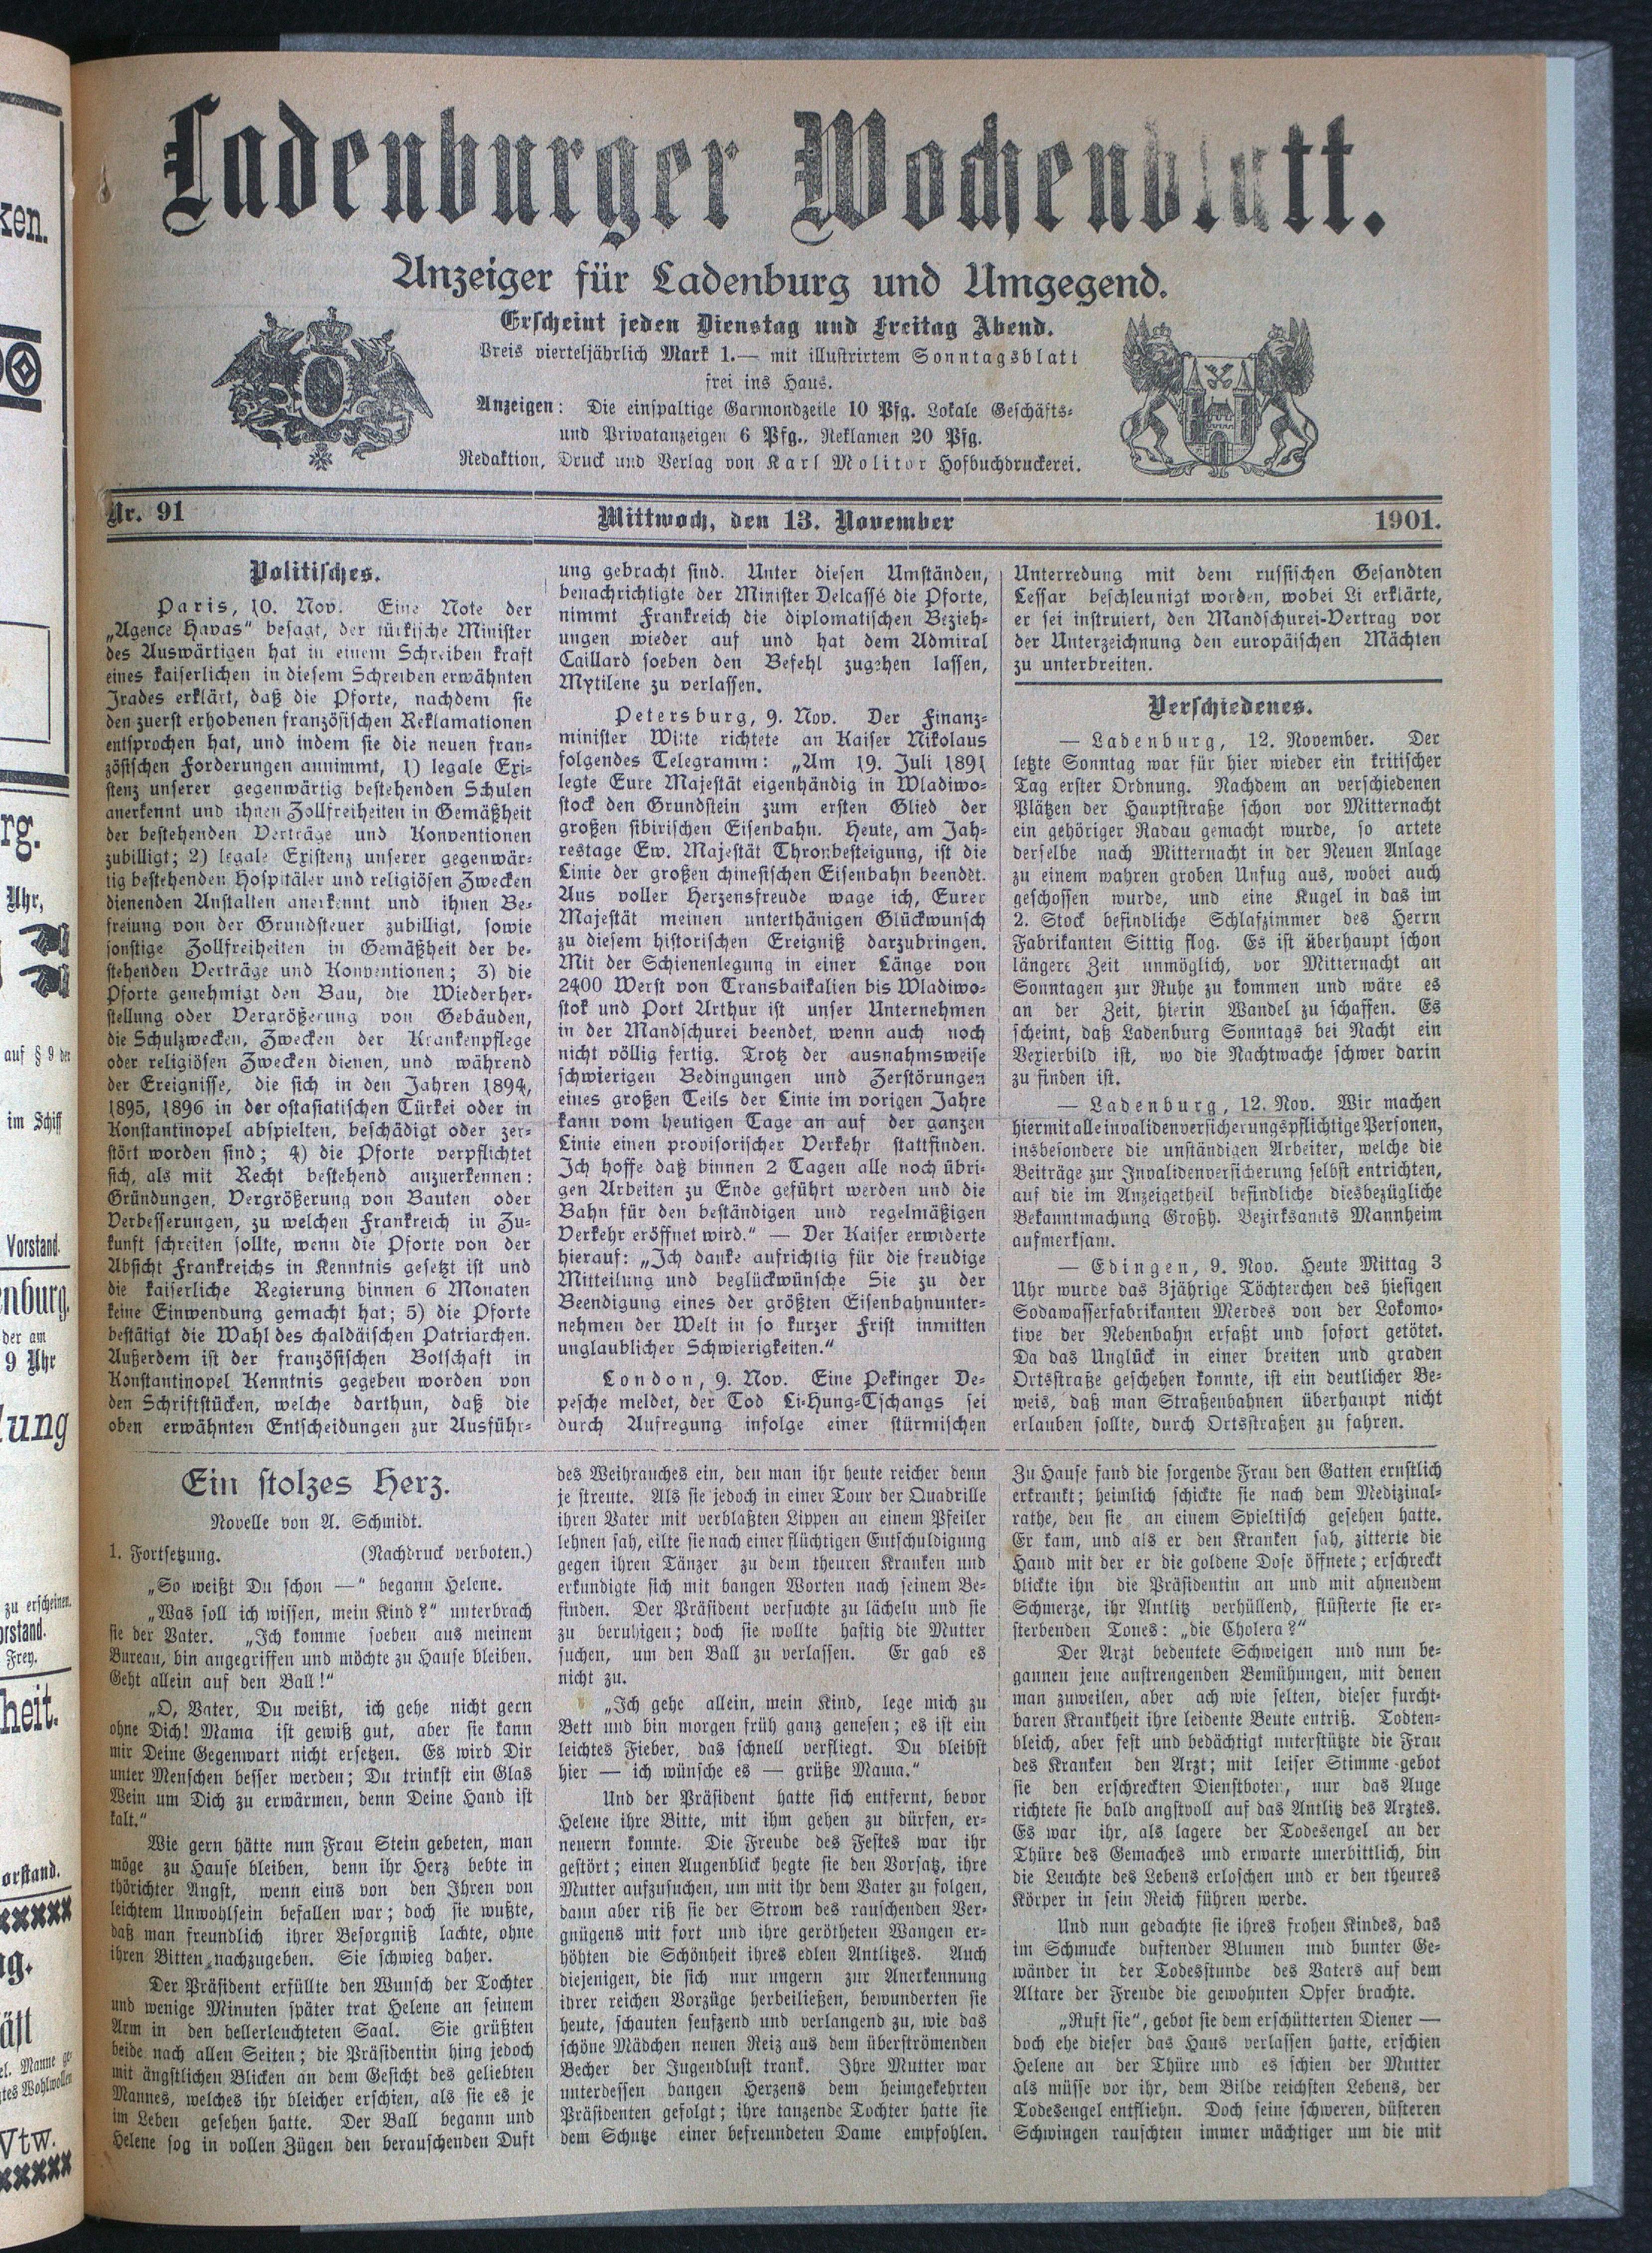 Ladenburger Wochenblatt.
Anzeiger für Ladenburg und Umgegend.
Erscheint jeden Dienstag und Freitag Abend.
Preis vierteljährlich Mark 1.— mit illustrirtem Sonntagsblatt
frei ins Haus.
Anzeigen: Die einspaltige Garmondzeile 10 Pfg. Lokale Geschäfts-
und Privatanzeigen 6 Pfg., Reklamen 20 Pfg.
Redaktion, Druck und Verlag von Karl Molitor Hofbuchdruckerei.
Nr. 91 Mittwoch, den 13. November 1901.
Politisches.
Paris, 10. Nov. Eine Note der
„Agence Havas" besagt, der türkische Minister
des Auswärtigen hat in einem Schreiben kraft
eines kaiserlichen in diesem Schreiben erwähnten
Irades erklärt, daß die Pforte, nachdem sie
den zuerst erhobenen französischen Reklamationen
entsprochen hat, und indem sie die neuen fran-
zösischen Forderungen annimmt, 1) legale Exi-
stenz unserer gegenwärtig bestehenden Schulen
anerkennt und ihnen Zollfreiheiten in Gemäßheit
der bestehenden Verträge und Konventionen
zubilligt; 2) legale Existenz unserer gegenwär-
tig bestehenden Hospitäler und religiösen Zwecken
dienenden Anstalten anerkennt und ihnen Be-
freiung von der Grundsteuer zubilligt, sowie
sonstige Zollfreiheiten in Gemäßheit der be-
stehenden Verträge und Konventionen; 3) die
Pforte genehmigt den Bau, die Wiederher-
stellung oder Vergrößerung von Gebäuden,
die Schulzwecken, Zwecken der Krankenpflege
oder religiösen Zwecken dienen, und während
der Ereignisse, die sich in den Jahren 1894,
1895, 1896 in der ostasiatischen Türkei oder in
Konstantinopel abspielten, beschädigt oder zer-
stört worden sind; 4) die Pforte verpflichtet
sich, als mit Recht bestehend anzuerkennen:
Gründungen, Vergrößerung von Bauten oder
Verbesserungen, zu welchen Frankreich in Zu-
kunft schreiten sollte, wenn die Pforte von der
Absicht Frankreichs in Kenntnis gesetzt ist und
die kaiserliche Regierung binnen 6 Monaten
keine Einwendung gemacht hat; 5) die Pforte
bestätigt die Wahl des chaldäischen Patriarchen.
Außerdem ist der französischen Botschaft in
Konstantinopel Kenntnis gegeben worden von
den Schriftstücken, welche darthun, daß die
oben erwähnten Entscheidungen zur Ausführ-
ung gebracht sind. Unter diesen Umständen,
benachrichtigte der Minister Delcassé die Pforte,
nimmt Frankreich die diplomatischen Bezieh-
ungen wieder auf und hat dem Admiral
Caillard soeben den Befehl zugehen lassen,
Mytilene zu verlassen.
Petersburg, 9. Nov. Der Finanz-
minister Witte richtete an Kaiser Nikolaus
folgendes Telegramm: „Am 19. Juli 1891
legte Eure Majestät eigenhändig in Wladiwo-
stock den Grundstein zum ersten Glied der
großen sibirischen Eisenbahn. Heute, am Jah-
restage Ew. Majestät Thronbesteigung, ist die
Linie der großen chinesischen Eisenbahn beendet.
Aus voller Herzensfreude wage ich, Eurer
Majestät meinen unterthänigen Glückwunsch
zu diesem historischen Ereigniß darzubringen.
Mit der Schienenlegung in einer Länge von
2400 Werst von Transbaikalien bis Wladiwo-
stok und Port Arthur ist unser Unternehmen
in der Mandschurei beendet, wenn auch noch
nicht völlig fertig. Trotz der ausnahmsweise
schwierigen Bedingungen und Zerstörungen
eines großen Teils der Linie im vorigen Jahre
kann vom heutigen Tage an auf der ganzen
Linie einen provisorischer Verkehr stattfinden.
Ich hoffe daß binnen 2 Tagen alle noch übri-
gen Arbeiten zu Ende geführt werden und die
Bahn für den beständigen und regelmäßigen
Verkehr eröffnet wird." — Der Kaiser erwiderte
hierauf: „Ich danke aufrichtig für die freudige
Mitteilung und beglückwünsche Sie zu der
Beendigung eines der größten Eisenbahnunter-
nehmen der Welt in so kurzer Frist inmitten
unglaublicher Schwierigkeiten."
London, 9. Nov. Eine Pekinger De-
pesche meldet, der Tod Li-Hung-Tschangs sei
durch Aufregung infolge einer stürmischen
Unterredung mit dem russischen Gesandten
Lessar beschleunigt worden, wobei Li erklärte,
er sei instruiert, den Mandschurei-Vertrag vor
der Unterzeichnung den europäischen Mächten
zu unterbreiten.
Verschiedenes.
— Ladenburg, 12. November. Der
letzte Sonntag war für hier wieder ein kritischer
Tag erster Ordnung. Nachdem an verschiedenen
Plätzen der Hauptstraße schon vor Mitternacht
ein gehöriger Radau gemacht wurde, so artete
derselbe nach Mitternacht in der Neuen Anlage
zu einem wahren groben Unfug aus, wobei auch
geschossen wurde, und eine Kugel in das im
2. Stock befindliche Schlafzimmer des Herrn
Fabrikanten Sittig flog. Es ist überhaupt schon
längere Zeit unmöglich, vor Mitternacht an
Sonntagen zur Ruhe zu kommen und wäre es
an der Zeit, hierin Wandel zu schaffen. Es
scheint, daß Ladenburg Sonntags bei Nacht ein
Vexierbild ist, wo die Nachtwache schwer darin
zu finden ist.
— Ladenburg, 12. Nov. Wir machen
hiermit alle invalidenversicherungspflichtige Personen,
insbesondere die unständigen Arbeiter, welche die
Beiträge zur Invalidenversicherung selbst entrichten,
auf die im Anzeigetheil befindliche diesbezügliche
Bekanntmachung Großh. Bezirksamts Mannheim
aufmerksam.
— Edingen, 9. Nov. Heute Mittag 3
Uhr wurde das 3jährige Töchterchen des hiesigen
Sodawasserfabrikanten Merdes von der Lokomo-
tive der Nebenbahn erfaßt und sofort getötet.
Da das Unglück in einer breiten und graden
Ortsstraße geschehen konnte, ist ein deutlicher Be-
weis, daß man Straßenbahnen überhaupt nicht
erlauben sollte, durch Ortsstraßen zu fahren.
Ein stolzes Herz.
Novelle von A. Schmidt.
1. Fortsetzung. (Nachdruck verboten.)
„So weißt Du schon —" begann Helene.
„Was soll ich wissen, mein Kind?" unterbrach
sie der Vater. „Ich komme soeben aus meinem
Bureau, bin angegriffen und möchte zu Hause bleiben.
Geht allein auf den Ball!"
„O, Vater, Du weißt, ich gehe nicht gern
ohne Dich! Mama ist gewiß gut, aber sie kann
mir Deine Gegenwart nicht ersetzen. Es wird Dir
unter Menschen besser werden; Du trinkst ein Glas
Wein um Dich zu erwärmen, denn Deine Hand ist
kalt."
Wie gern hätte nun Frau Stein gebeten, man
möge zu Hause bleiben, denn ihr Herz bebte in
thörichter Angst, wenn eins von den Ihren von
leichtem Unwohlsein befallen war; doch sie wußte,
daß man freundlich ihrer Besorgniß lachte, ohne
ihren Bitten nachzugeben. Sie schwieg daher.
Der Präsident erfüllte den Wunsch der Tochter
und wenige Minuten später trat Helene an seinem
Arm in den hellerleuchteten Saal. Sie grüßten
beide nach allen Seiten; die Präsidentin hing jedoch
mit ängstlichen Blicken an dem Gesicht des geliebten
Mannes, welches ihr bleicher erschien, als sie es je
im Leben gesehen hatte. Der Ball begann und
Helene sog in vollen Zügen den berauschenden Duft
des Weihrauches ein, den man ihr heute reicher denn
je streute. Als sie jedoch in einer Tour der Quadrille
ihren Vater mit verblaßten Lippen an einem Pfeiler
lehnen sah, eilte sie nach einer flüchtigen Entschuldigung
gegen ihren Tänzer zu dem theuren Kranken und
erkundigte sich mit bangen Worten nach seinem Be-
finden. Der Präsident versuchte zu lächeln und sie
zu beruhigen; doch sie wollte hastig die Mutter
suchen, um den Ball zu verlassen. Er gab es
nicht zu.
„Ich gehe allein, mein Kind, lege mich zu
Bett und bin morgen früh ganz genesen; es ist ein
leichtes Fieber, das schnell verfliegt. Du bleibst
hier — ich wünsche es — grüße Mama."
Und der Präsident hatte sich entfernt, bevor
Helene ihre Bitte, mit ihm gehen zu dürfen, er-
neuern konnte. Die Freude des Festes war ihr
gestört; einen Augenblick hegte sie den Vorsatz, ihre
Mutter aufzusuchen, um mit ihr dem Vater zu folgen,
dann aber riß sie der Strom des rauschenden Ver-
gnügens mit fort und ihre gerötheten Wangen er-
höhten die Schönheit ihres edlen Antlitzes. Auch
diejenigen, die sich nur ungern zur Anerkennung
ihrer reichen Vorzüge herbeiließen, bewunderten sie
heute, schauten seufzend und verlangend zu, wie das
schöne Mädchen neuen Reiz aus dem überströmenden
Becher der Jugendlust trank. Ihre Mutter war
unterdessen bangen Herzens dem heimgekehrten
Präsidenten gefolgt; ihre tanzende Tochter hatte sie
dem Schutze einer befreundeten Dame empfohlen.
Zu Hause fand die sorgende Frau den Gatten ernstlich
erkrankt; heimlich schickte sie nach dem Medizinal-
rathe, den sie an einem Spieltisch gesehen hatte.
Er kam, und als er den Kranken sah, zitterte die
Hand mit der er die goldene Dose öffnete; erschreckt
blickte ihn die Präsidentin an und mit ahnendem
Schmerze, ihr Antlitz verhüllend, flüsterte sie er-
sterbenden Tones: „die Cholera?"
Der Arzt bedeutete Schweigen und nun be-
gannen jene anstrengenden Bemühungen, mit denen
man zuweilen, aber ach wie selten, dieser furcht-
baren Krankheit ihre leidente Beute entriß. Todten-
bleich, aber fest und bedächtigt unterstützte die Frau
des Kranken den Arzt; mit leiser Stimme gebot
sie den erschreckten Dienstboten, nur das Auge
richtete sie bald angstvoll auf das Antlitz des Arztes.
Es war ihr, als lagere der Todesengel an der
Thüre des Gemaches und erwarte unerbittlich, bin
die Leuchte des Lebens erloschen und er den theures
Körper in sein Reich führen werde.
Und nun gedachte sie ihres frohen Kindes, das
im Schmucke duftender Blumen und bunter Ge-
wänder in der Todesstunde des Vaters auf dem
Altare der Freude die gewohnten Opfer brachte.
„Ruft sie", gebot sie dem erschütterten Diener —
doch ehe dieser das Haus verlassen hatte, erschien
Helene an der Thüre und es schien der Mutter
als müsse vor ihr, dem Bilde reichsten Lebens, der
Todesengel entfliehn. Doch seine schweren, düsteren
Schwingen rauschten immer mächtiger um die mit